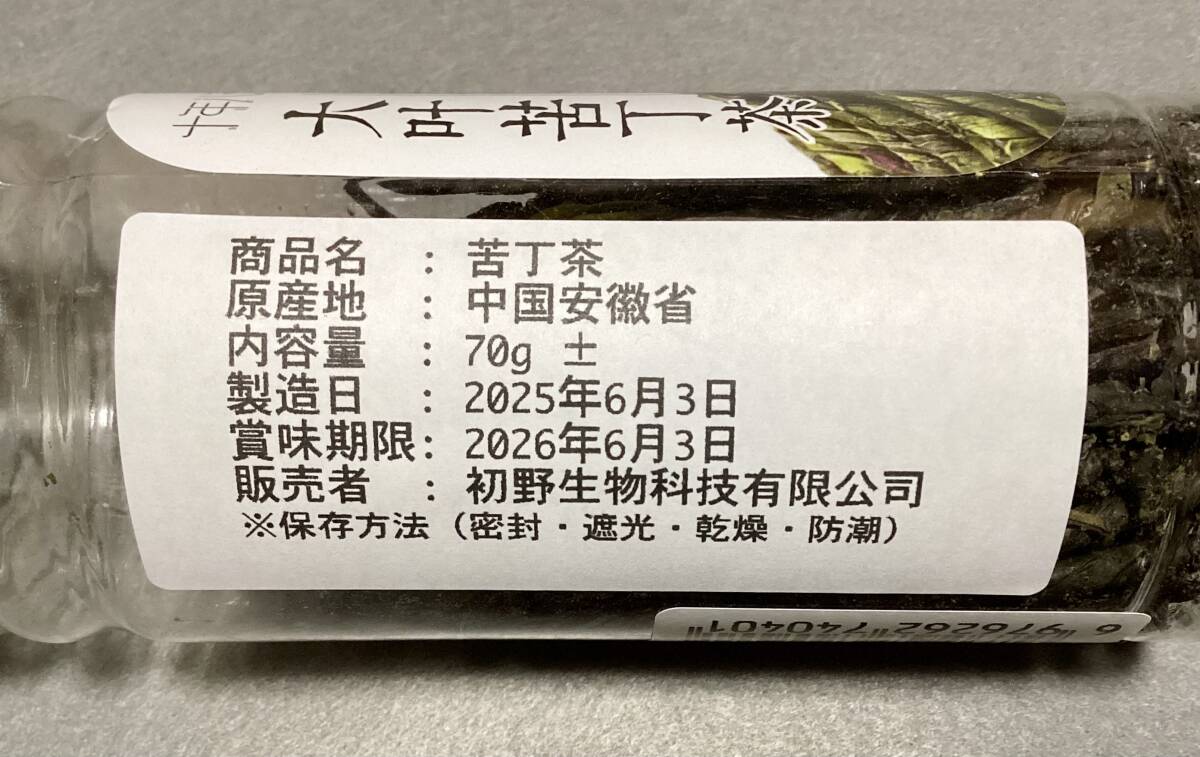 大叶苦丁茶
商品名 : 苦丁茶
原産地 : 中国安徽省
内容量 : 70g ±
製造日 : 2025年6月3日
賞味期限: 2026年6月3日
販売者 : 初野生物科技有限公司
※保存方法（密封・遮光・乾燥・防潮）
6 976262 740401